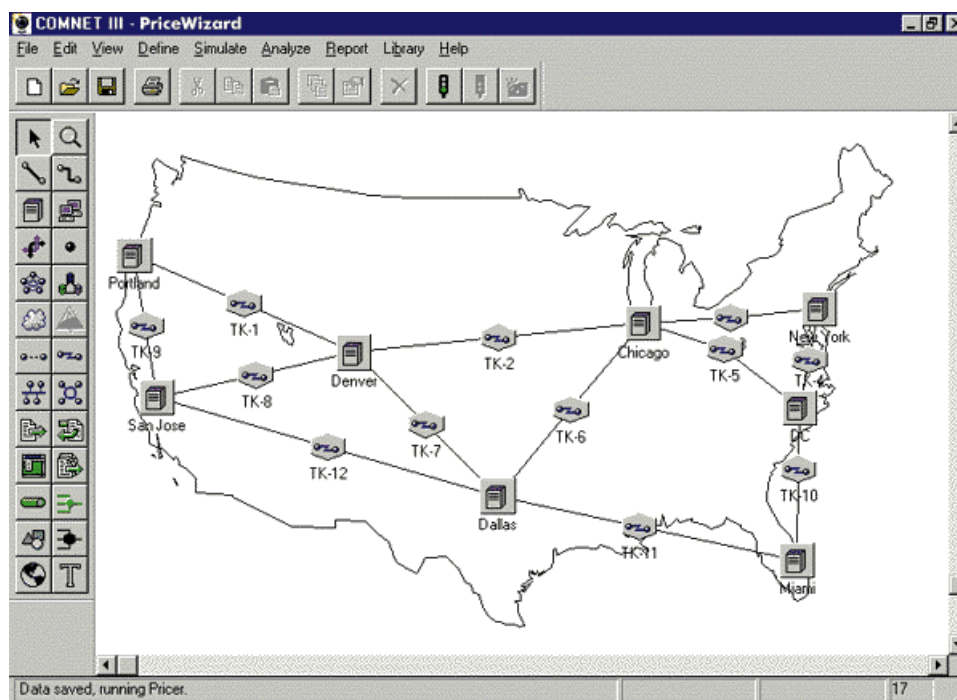 COMNET III - PriceWizard
File Edit View Define Simulate Analyze Report Library Help
Portland
TK-1
TK-9
Denver
TK-2
Chicago
New York
TK-5
TK-
TK-8
San Jose
DC
TK-7
TK-6
TK-12
TK-10
Dallas
TK-11
Miami
T
Data saved, running Pricer.
17